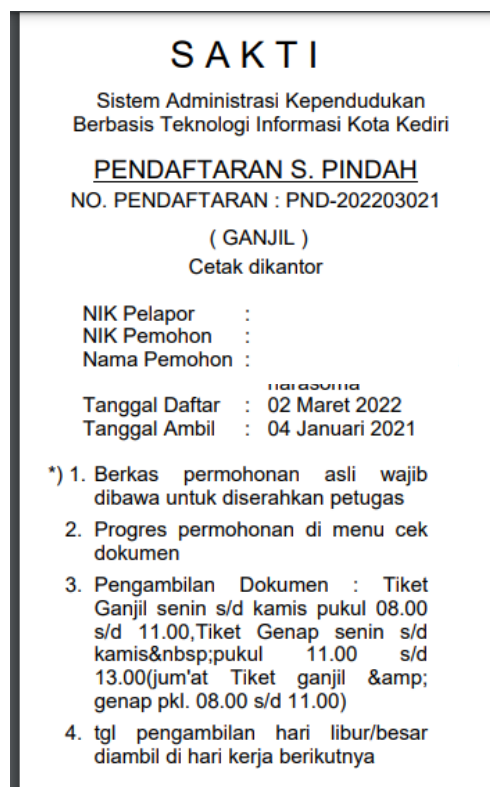 S A K T I
Sistem Administrasi Kependudukan
Berbasis Teknologi Informasi Kota Kediri
PENDAFTARAN S. PINDAH
NO. PENDAFTARAN : PND-202203021
( GANJIL )
Cetak dikantor
NIK Pelapor :
NIK Pemohon :
Nama Pemohon :
Tanggal Daftar : 02 Maret 2022
Tanggal Ambil : 04 Januari 2021
*) 1. Berkas permohonan asli wajib
dibawa untuk diserahkan petugas
2. Progres permohonan di menu cek
dokumen
3. Pengambilan Dokumen : Tiket
Ganjil senin s/d kamis pukul 08.00
s/d 11.00,Tiket Genap senin s/d
kamis&nbsp;pukul 11.00 s/d
13.00(jum'at Tiket ganjil &amp;
genap pkl. 08.00 s/d 11.00)
4. tgl pengambilan hari libur/besar
diambil di hari kerja berikutnya